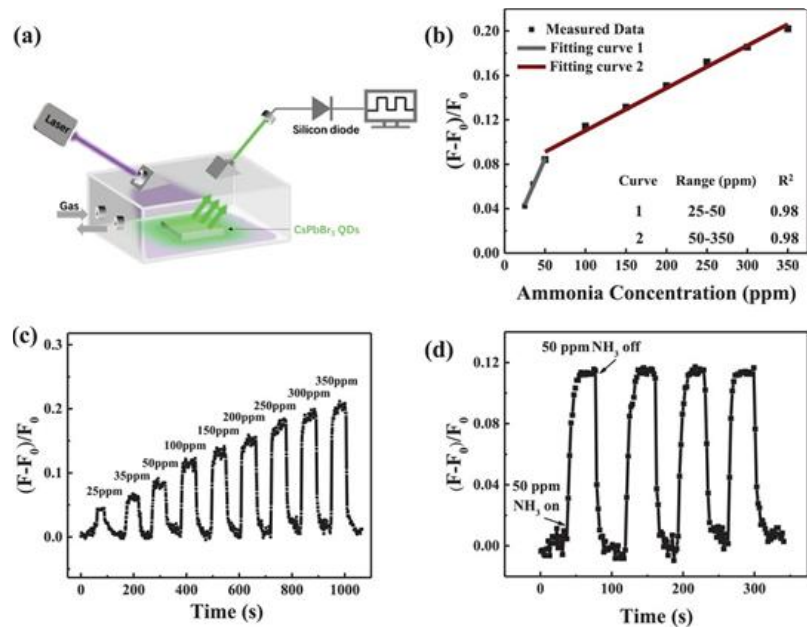 (a)
Laser
Silicon diode
Gas
CsPbBr₃ QDs
(b)
(F-F₀)/F₀
0.20
0.16
0.12
0.08
0.04
0.00
Measured Data
Fitting curve 1
Fitting curve 2
Curve Range (ppm) R²
1 25-50 0.98
2 50-350 0.98
0 50 100 150 200 250 300 350
Ammonia Concentration (ppm)
(c)
(F-F₀)/F₀
0.3
0.2
0.1
0.0
25ppm
35ppm
50ppm
100ppm
150ppm
200ppm
250ppm
300ppm
350ppm
0 200 400 600 800 1000
Time (s)
(d)
(F-F₀)/F₀
0.12
0.08
0.04
0.00
50 ppm NH₃ off
50 ppm
NH₃ on
0 100 200 300
Time (s)